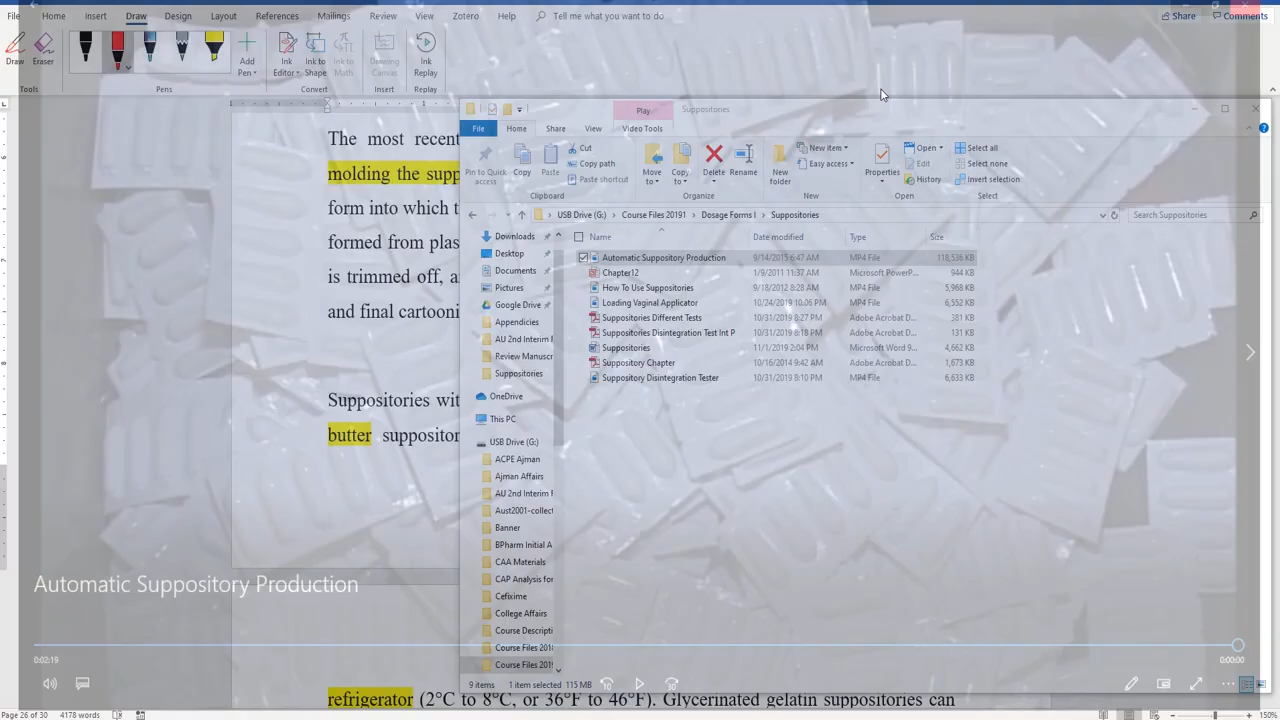 File Home Insert Draw Design Layout References Mailings Review View Zotero Help Tell me what you want to do Share Comments
Draw Eraser Add Pen Ink Editor Ink to Shape Ink to Math Drawing Canvas Ink Replay
Tools Pens Convert Insert Replay
The most recent
molding the supp
form into which t
formed from plas
is trimmed off, a
and final cartooni
Suppositories wit
butter suppositor
refrigerator (2°C to 8°C, or 36°F to 46°F). Glycerinated gelatin suppositories can
Play Suppositories
File Home Share View Video Tools
Pin to Quick access Copy Paste Cut Copy path Paste shortcut Move to Copy to Delete Rename New folder New item Easy access Properties Open Edit History Select all Select none Invert selection
Clipboard Organize New Open Select
USB Drive (G:) Course Files 20191 Dosage Forms I Suppositories Search Suppositories
Name Date modified Type Size
Automatic Suppository Production 9/14/2015 6:47 AM MP4 File 118,536 KB
Chapter12 1/9/2011 11:37 AM Microsoft PowerP... 944 KB
How To Use Suppositories 9/18/2012 8:28 AM MP4 File 5,968 KB
Loading Vaginal Applicator 10/24/2019 10:06 PM MP4 File 6,552 KB
Suppositories Different Tests 10/31/2019 8:27 PM Adobe Acrobat D... 381 KB
Suppositories Disintegration Test Int P 10/31/2019 8:18 PM Adobe Acrobat D... 131 KB
Suppositories 11/1/2019 2:04 PM Microsoft Word 9... 4,662 KB
Suppository Chapter 10/16/2014 9:42 AM Adobe Acrobat D... 1,673 KB
Suppository Disintegration Tester 10/31/2019 8:10 PM MP4 File 6,633 KB
Downloads
Desktop
Documents
Pictures
Google Drive
Appendicies
AU 2nd Interim F
Review Manuscr
Suppositories
OneDrive
This PC
USB Drive (G:)
ACPE Ajman
Ajman Affairs
AU 2nd Interim F
Aust2001-collect
Banner
BPharm Initial A
CAA Materials
CAP Analysis for
Cefixime
College Affairs
Course Descripti
Course Files 201
Course Files 201
9 items 1 item selected 115 MB
Automatic Suppository Production
0:02:19 0:00:00
10 30
Page 26 of 30 4178 words 150%